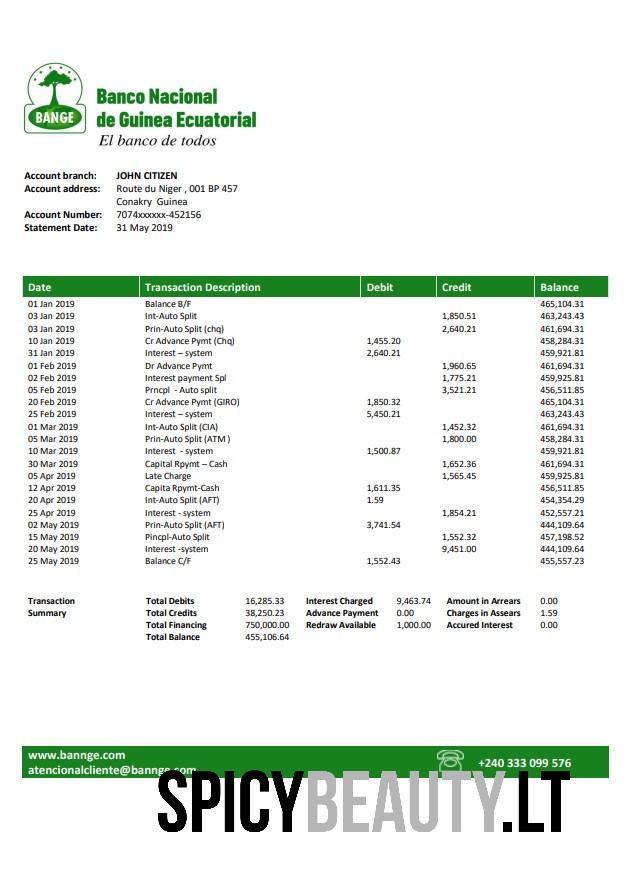 BANGE
Banco Nacional
de Guinea Ecuatorial
El banco de todos
Account branch: JOHN CITIZEN
Account address: Route du Niger , 001 BP 457
Conakry Guinea
Account Number: 7074xxxxxx-452156
Statement Date: 31 May 2019
Date Transaction Description Debit Credit Balance
01 Jan 2019 Balance B/F 465,104.31
03 Jan 2019 Int-Auto Split 1,850.51 463,243.43
03 Jan 2019 Prin-Auto Split (chq) 2,640.21 461,694.31
10 Jan 2019 Cr Advance Pymt (Chq) 1,455.20 458,284.31
31 Jan 2019 Interest – system 2,640.21 459,921.81
01 Feb 2019 Dr Advance Pymt 1,960.65 461,694.31
02 Feb 2019 Interest payment Spl 1,775.21 459,925.81
05 Feb 2019 Prncpl - Auto split 3,521.21 456,511.85
20 Feb 2019 Cr Advance Pymt (GIRO) 1,850.32 465,104.31
25 Feb 2019 Interest – system 5,450.21 463,243.43
01 Mar 2019 Int-Auto Split (CIA) 1,452.32 461,694.31
05 Mar 2019 Prin-Auto Split (ATM ) 1,800.00 458,284.31
10 Mar 2019 Interest - system 1,500.87 459,921.81
30 Mar 2019 Capital Rpymt – Cash 1,652.36 461,694.31
05 Apr 2019 Late Charge 1,565.45 459,925.81
12 Apr 2019 Capita Rpymt-Cash 1,611.35 456,511.85
20 Apr 2019 Int-Auto Split (AFT) 1.59 454,354.29
25 Apr 2019 Interest - system 1,854.21 452,557.21
02 May 2019 Prin-Auto Split (AFT) 3,741.54 444,109.64
15 May 2019 Pincpl-Auto Split 1,552.32 457,198.52
20 May 2019 Interest -system 9,451.00 444,109.64
25 May 2019 Balance C/F 1,552.43 455,557.23
Transaction Total Debits 16,285.33 Interest Charged 9,463.74 Amount in Arrears 0.00
Summary Total Credits 38,250.23 Advance Payment 0.00 Charges in Assears 1.59
Total Financing 750,000.00 Redraw Available 1,000.00 Accured Interest 0.00
Total Balance 455,106.64
www.bannge.com
atencionalcliente@bannge.com +240 333 099 576
SPICYBEAUTY.LT